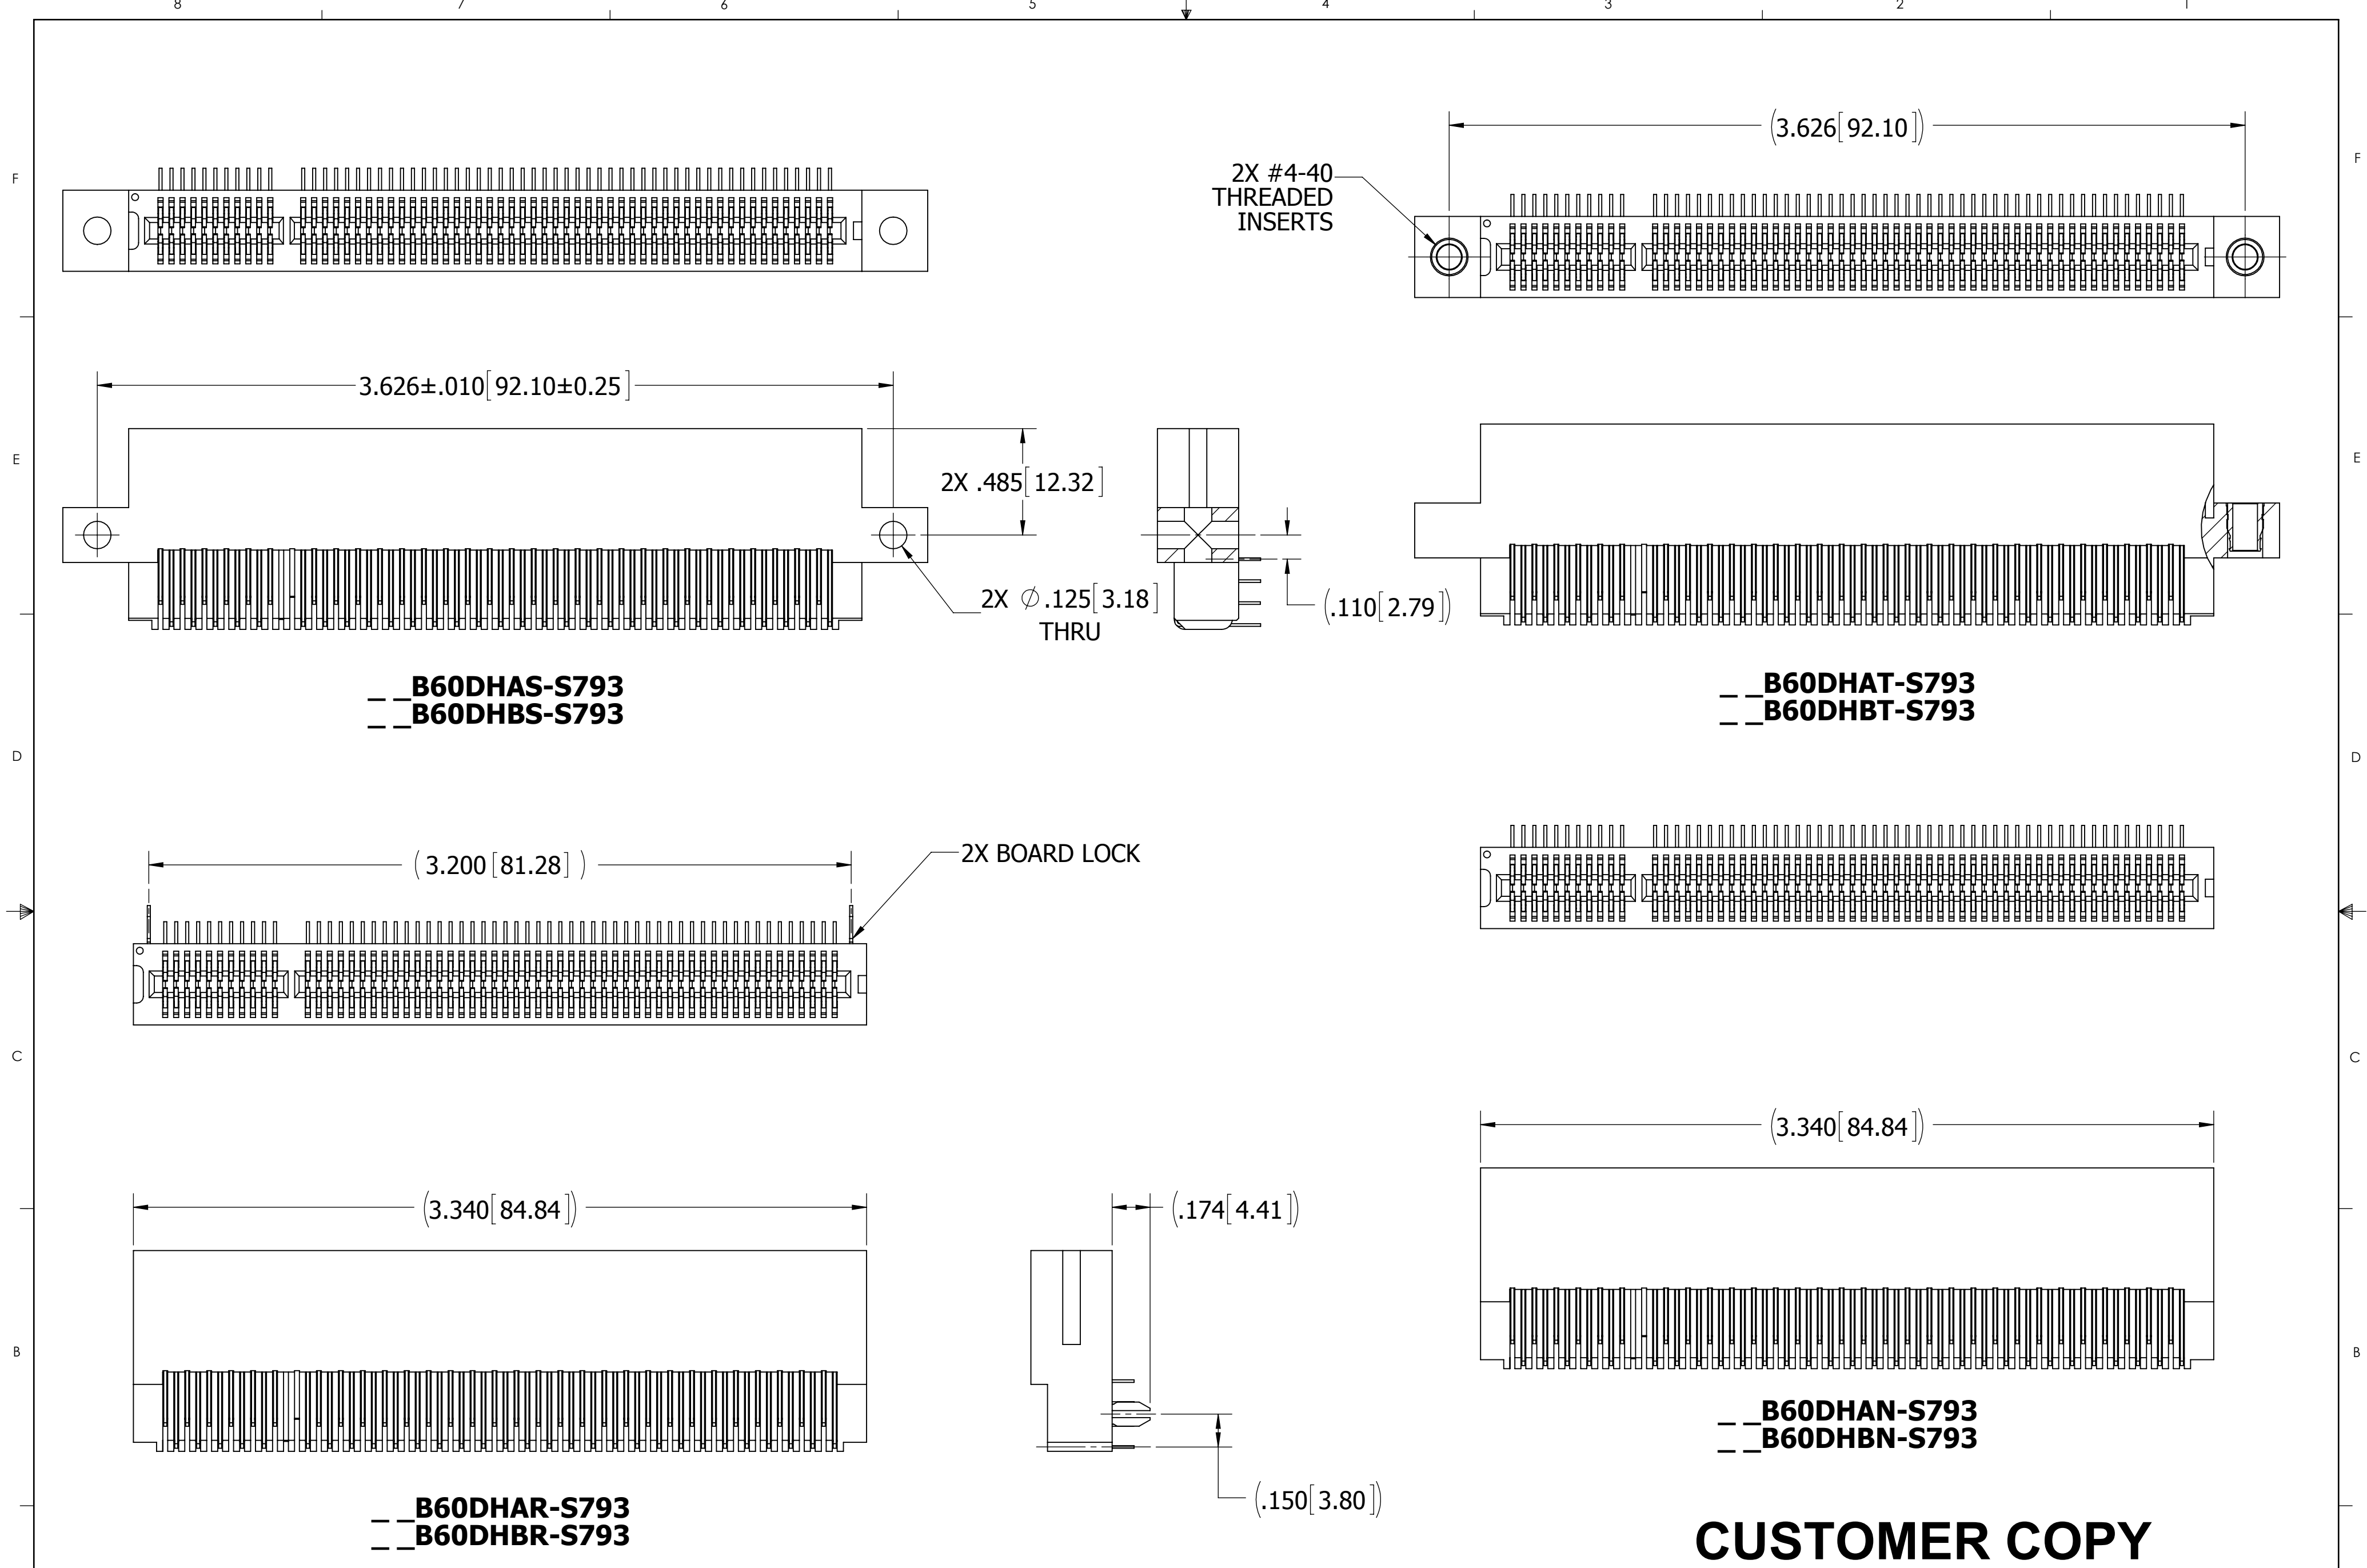 8 7 6 5 4 3 2 1
F
F
(3.626[92.10])
2X #4-40
THREADED
INSERTS
3.626±.010[92.10±0.25]
E
E
2X .485[12.32]
2X ∅.125[3.18]
THRU
(.110[2.79])
_ _B60DHAS-S793
_ _B60DHBS-S793
_ _B60DHAT-S793
_ _B60DHBT-S793
D
D
(3.200[81.28])
2X BOARD LOCK
C
C
(3.340[84.84])
(3.340[84.84])
(.174[4.41])
B
B
_ _B60DHAN-S793
_ _B60DHBN-S793
(.150[3.80])
_ _B60DHAR-S793
_ _B60DHBR-S793
CUSTOMER COPY